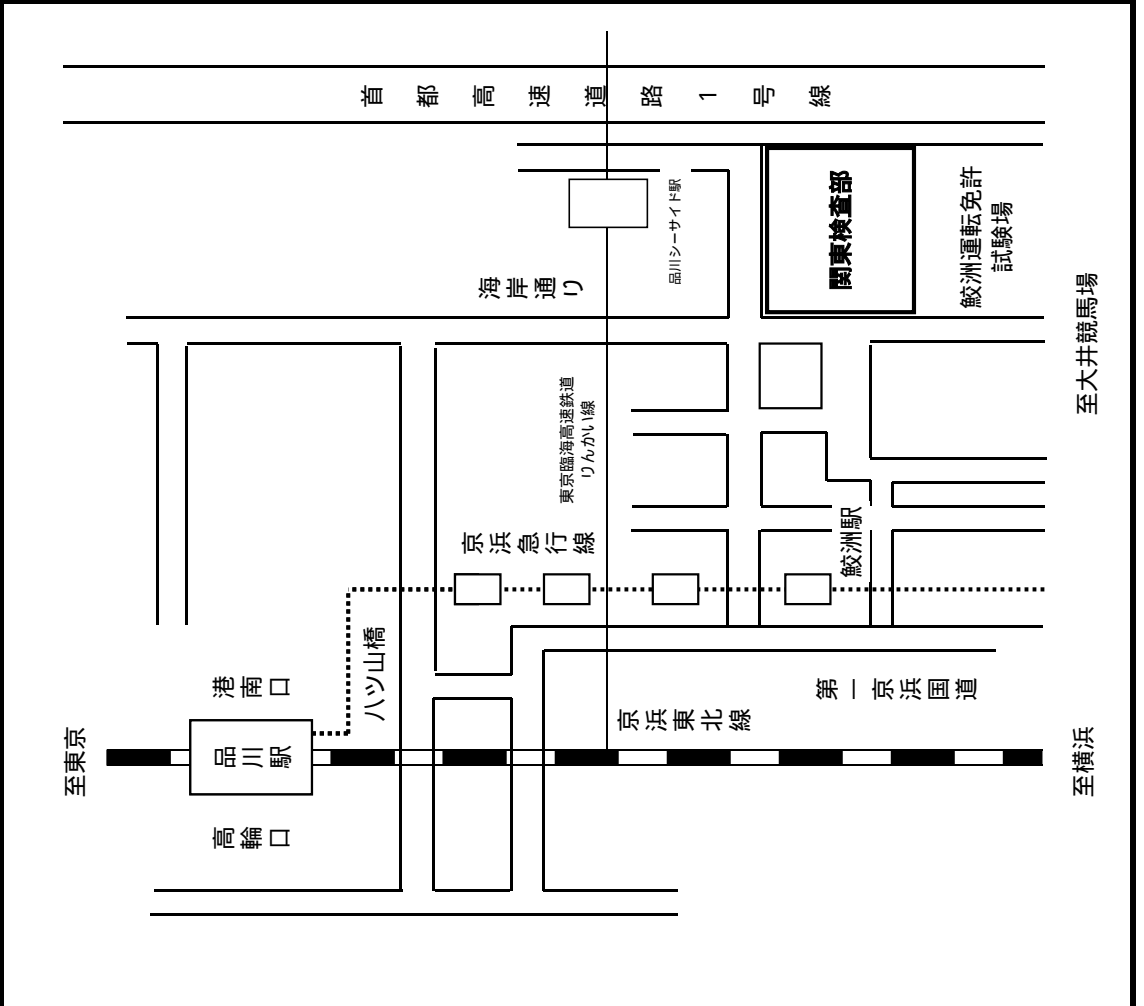 首都高速道路1号線
品川シーサイド駅
関東検査部
鮫洲運転免許
試験場
海岸通り
至大井競馬場
東京臨海高速鉄道
りんかい線
京浜急行線
鮫洲駅
八ツ山橋
港南口
第一京浜国道
京浜東北線
至東京
品川駅
至横浜
高輪口